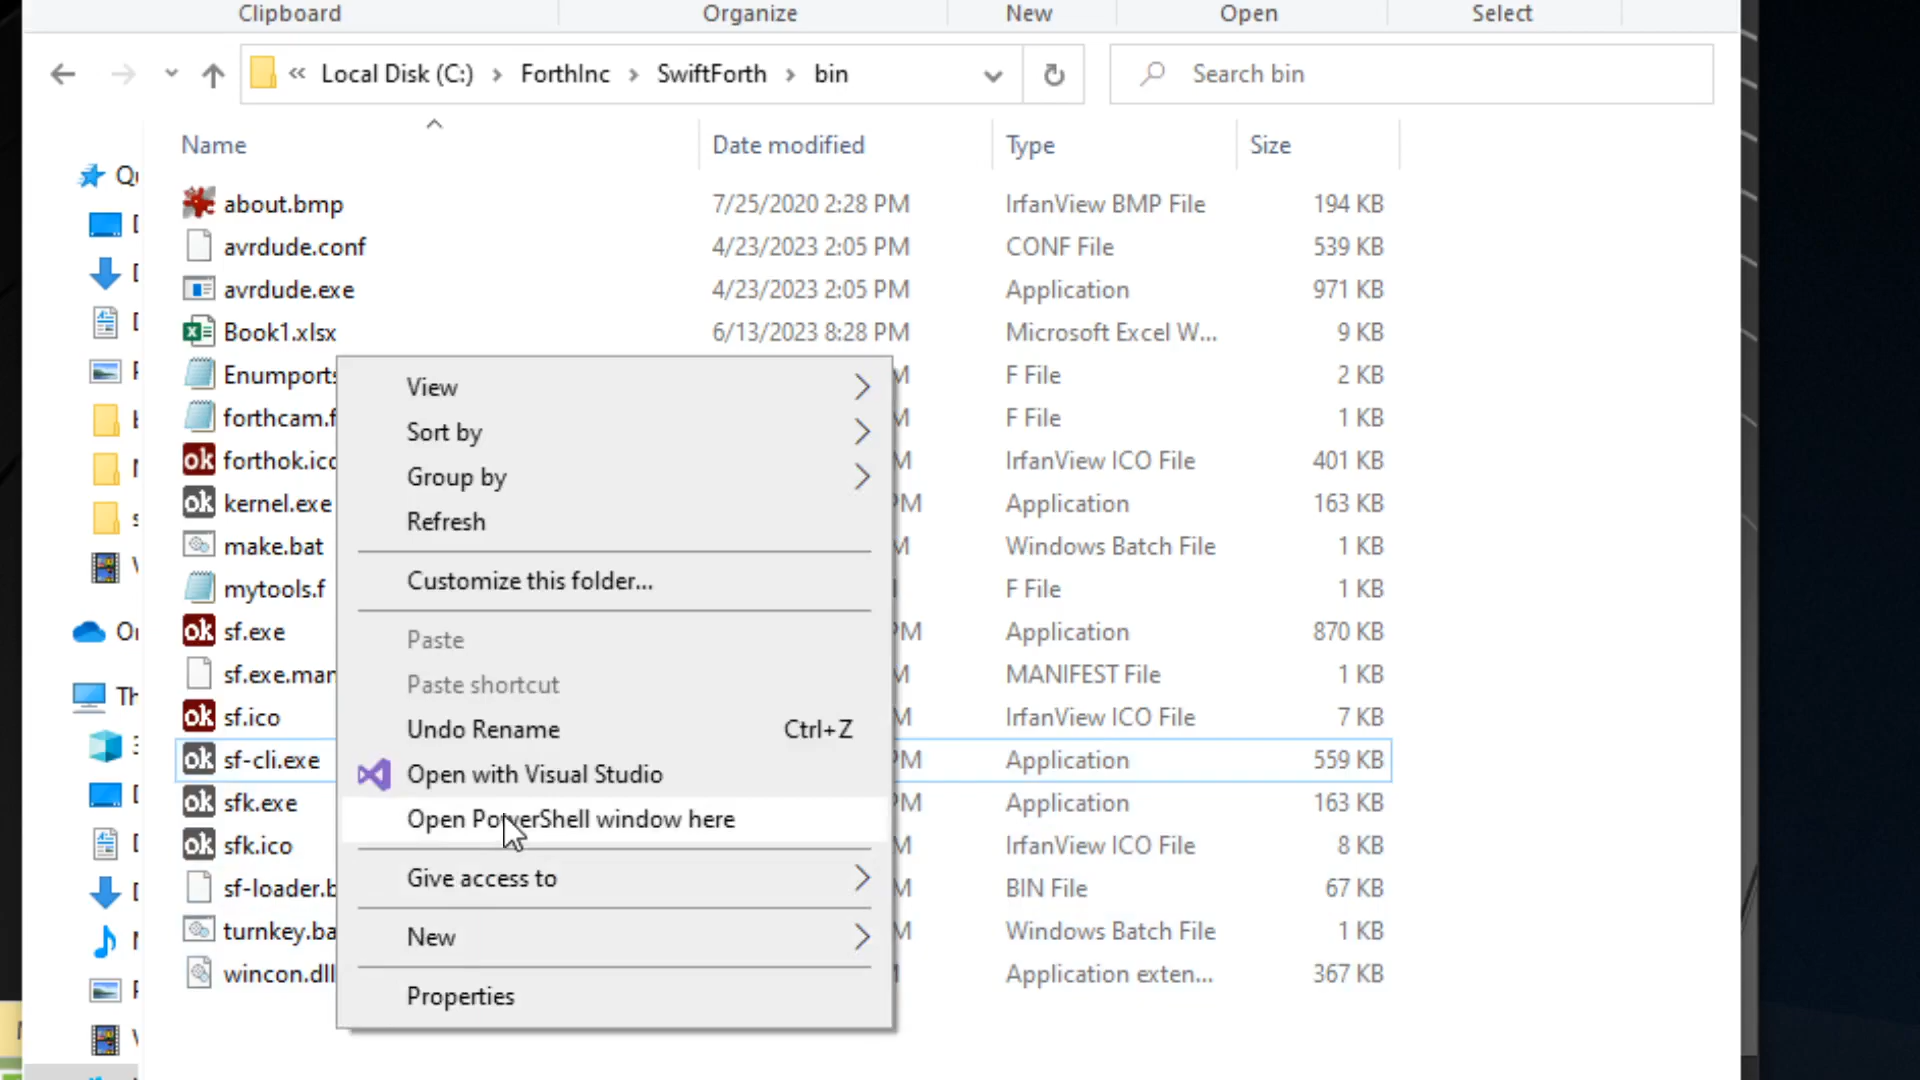 Clipboard Organize New Open Select
« Local Disk (C:) > ForthInc > SwiftForth > bin Search bin
Name Date modified Type Size
about.bmp 7/25/2020 2:28 PM IrfanView BMP File 194 KB
avrdude.conf 4/23/2023 2:05 PM CONF File 539 KB
avrdude.exe 4/23/2023 2:05 PM Application 971 KB
Book1.xlsx 6/13/2023 8:28 PM Microsoft Excel W... 9 KB
Enumports F File 2 KB
forthcam.f F File 1 KB
forthok.ico IrfanView ICO File 401 KB
kernel.exe Application 163 KB
make.bat Windows Batch File 1 KB
mytools.f F File 1 KB
sf.exe Application 870 KB
sf.exe.man MANIFEST File 1 KB
sf.ico IrfanView ICO File 7 KB
sf-cli.exe Application 559 KB
sfk.exe Application 163 KB
sfk.ico IrfanView ICO File 8 KB
sf-loader.b BIN File 67 KB
turnkey.ba Windows Batch File 1 KB
wincon.dll Application exten... 367 KB
View
Sort by
Group by
Refresh
Customize this folder...
Paste
Paste shortcut
Undo Rename Ctrl+Z
Open with Visual Studio
Open PowerShell window here
Give access to
New
Properties